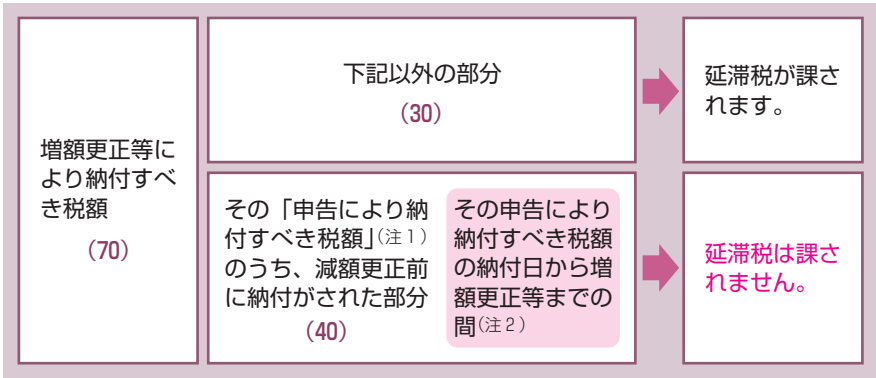 増額更正等に
より納付すべ
き税額
(70)
下記以外の部分
(30)
延滞税が課さ
れます。
その「申告により納
付すべき税額」(注1)
のうち、減額更正前
に納付がされた部分
(40)
その申告により
納付すべき税額
の納付日から増
額更正等までの
間(注2)
延滞税は課さ
れません。